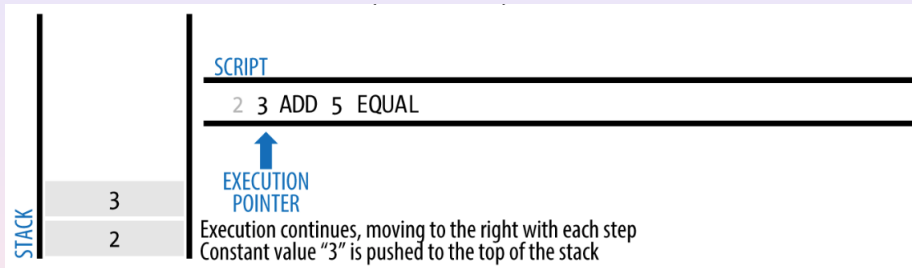 SCRIPT
2 3 ADD 5 EQUAL
EXECUTION
POINTER
3
2
STACK
Execution continues, moving to the right with each step
Constant value “3” is pushed to the top of the stack